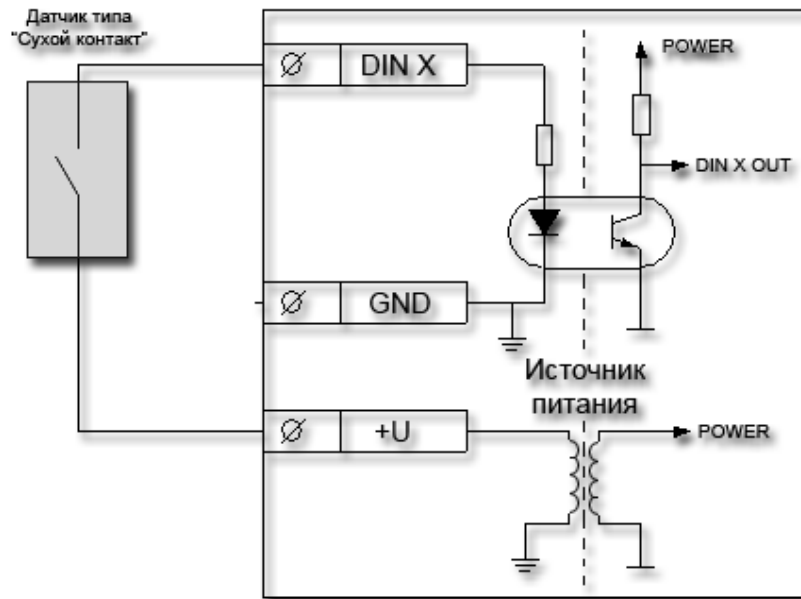 Датчик типа
"Сухой контакт"
DIN X
POWER
DIN X OUT
GND
Источник
питания
+U
POWER